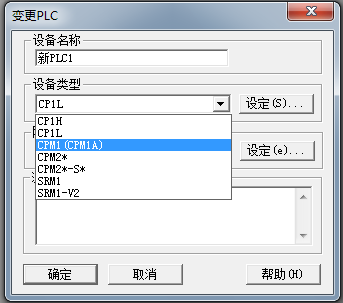 变更PLC
设备名称
新PLC1
设备类型
CP1L
设定(S)...
CP1H
CP1L
CPM1(CPM1A)
CPM2*
CPM2*-S*
SRM1
SRM1-V2
设定(e)...
确定
取消
帮助(H)